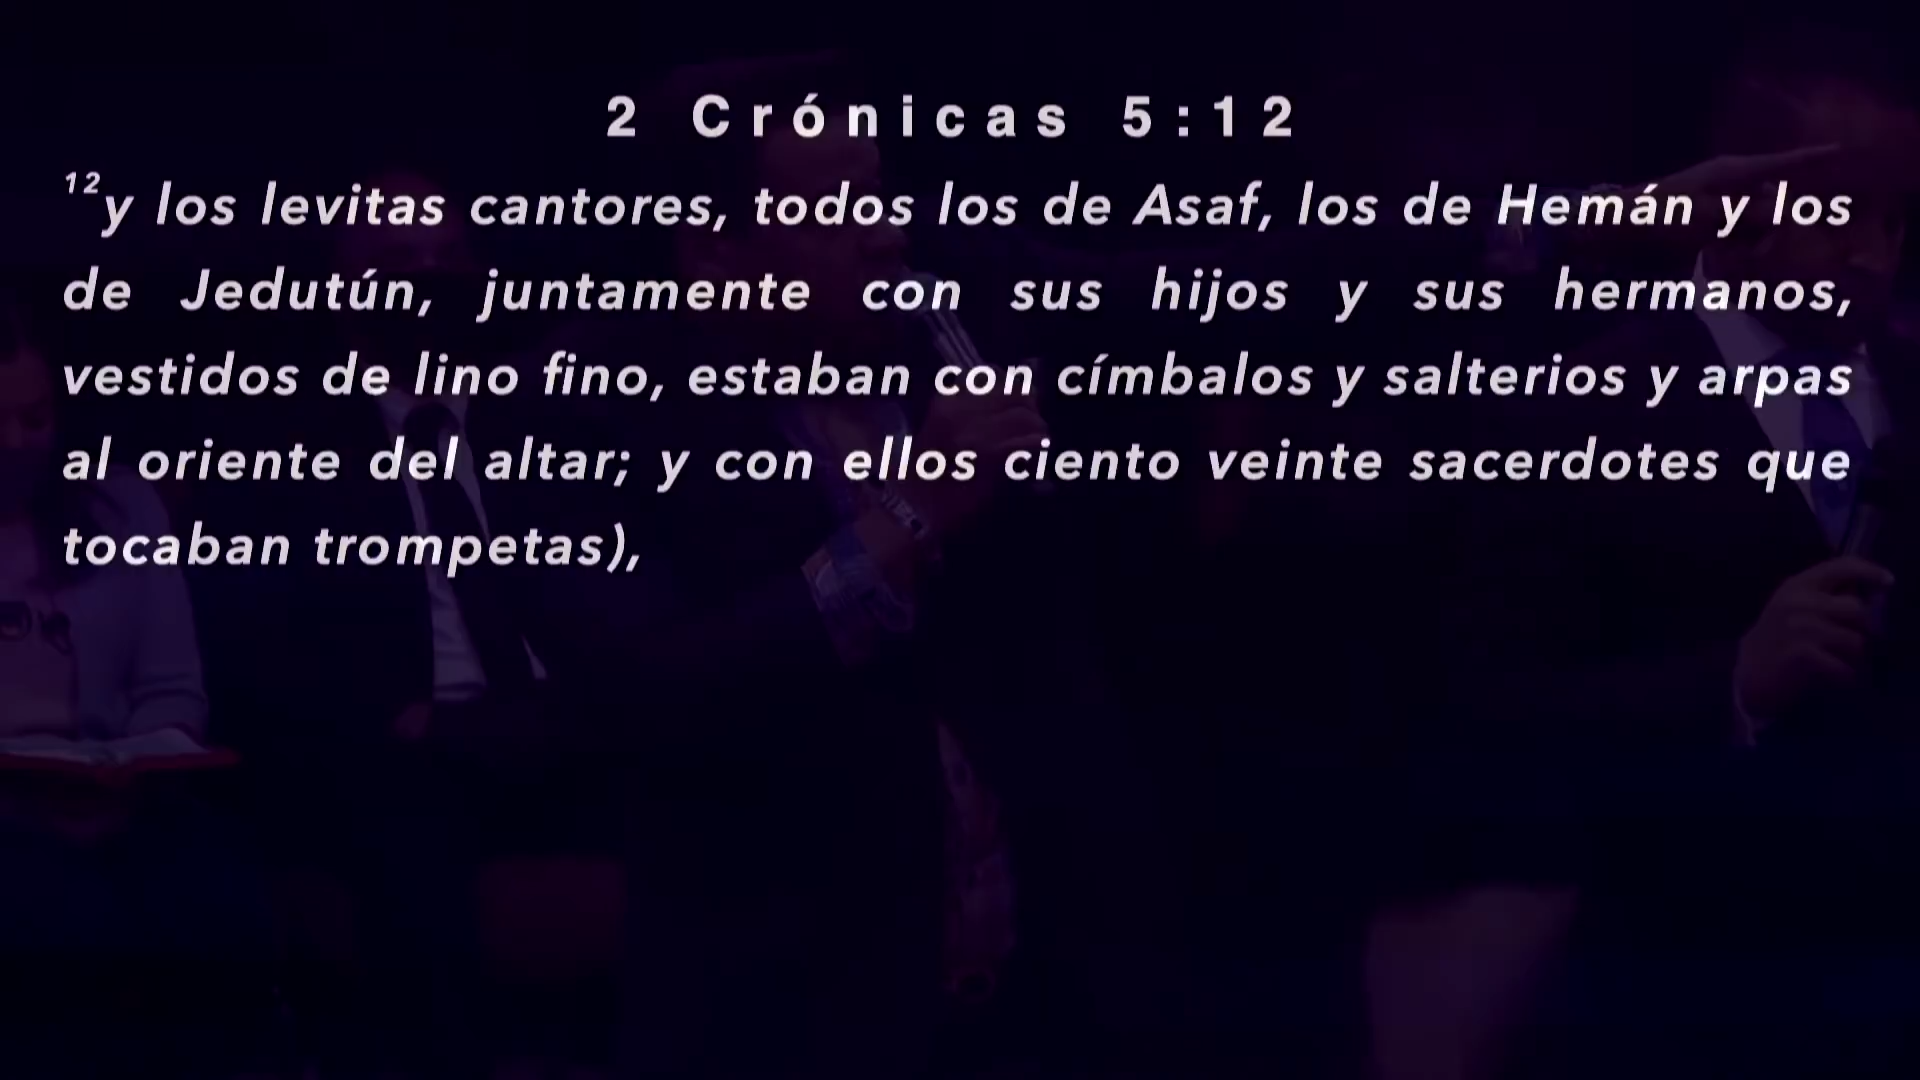 2 Crónicas 5:12
12y los levitas cantores, todos los de Asaf, los de Hemán y los
de Jedutún, juntamente con sus hijos y sus hermanos,
vestidos de lino fino, estaban con címbalos y salterios y arpas
al oriente del altar; y con ellos ciento veinte sacerdotes que
tocaban trompetas),